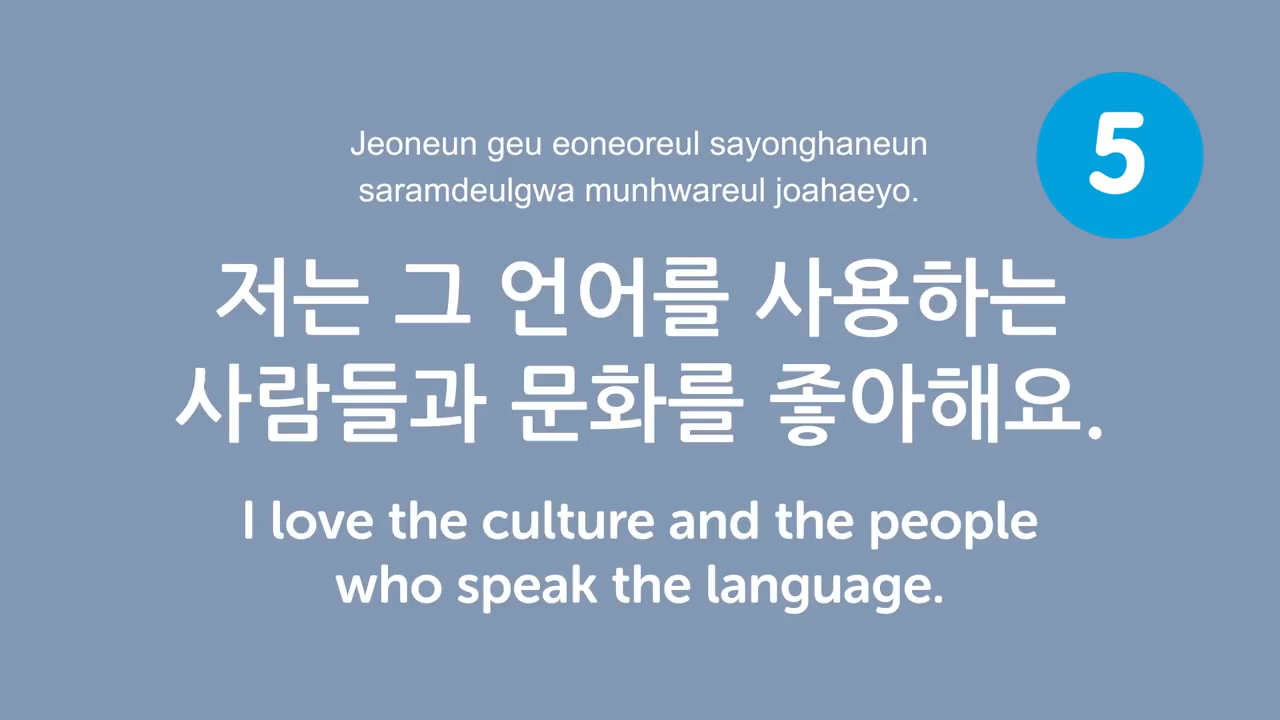 Jeoneun geu eoneoreul sayonghaneun
saramdeulgwa munhwareul joahaeyo.
5
저는 그 언어를 사용하는
사람들과 문화를 좋아해요.
I love the culture and the people
who speak the language.